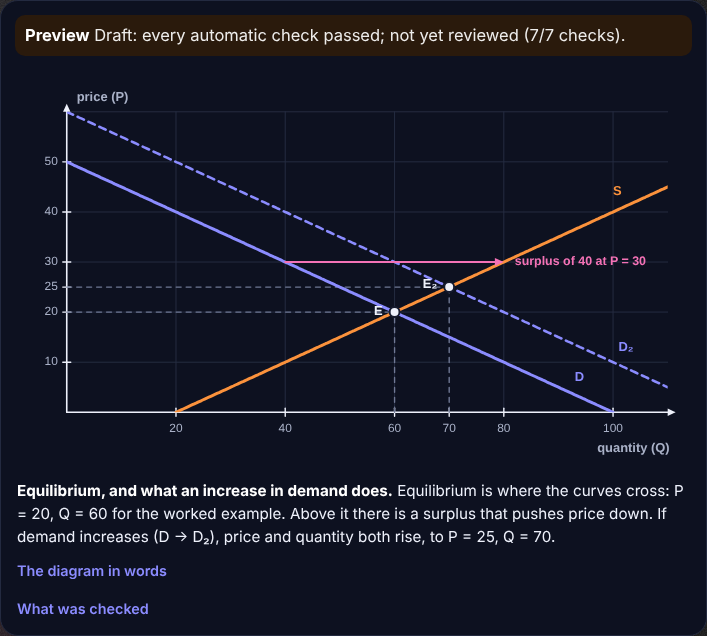 Preview Draft: every automatic check passed; not yet reviewed (7/7 checks).
price (P)
50
S
40
30
surplus of 40 at P = 30
25
E₂
20
E
D₂
10
D
20 40 60 70 80 100
quantity (Q)
Equilibrium, and what an increase in demand does. Equilibrium is where the curves cross: P
= 20, Q = 60 for the worked example. Above it there is a surplus that pushes price down. If
demand increases (D → D₂), price and quantity both rise, to P = 25, Q = 70.
The diagram in words
What was checked